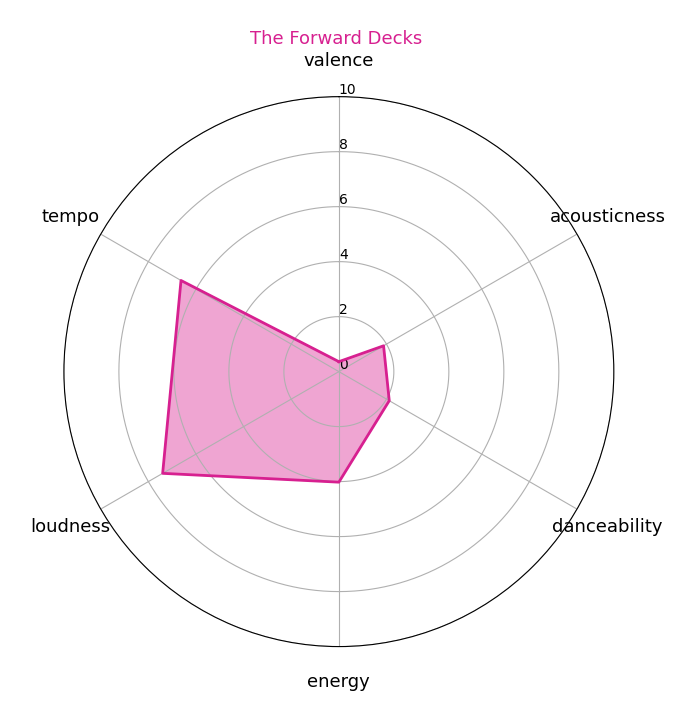 The Forward Decks
valence
10
8
6
4
2
0
tempo
acousticness
loudness
danceability
energy